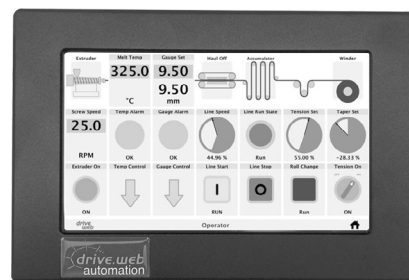 Extruder
Melt Temp
Gauge Set
Haul Off
Accumulator
Winder
325.0
9.50
9.50
°C
mm
Screw Speed
Temp Alarm
Gauge Alarm
Line Speed
Line Run State
Tension Set
Taper Set
25.0
RPM
OK
OK
44.96 %
Run
55.00 %
-28.33 %
Extruder On
Temp Control
Gauge Control
Line Start
Line Stop
Roll Change
Tension On
I
O
ON
RUN
Run
ON
drive.web
Operator
drive.web
automation